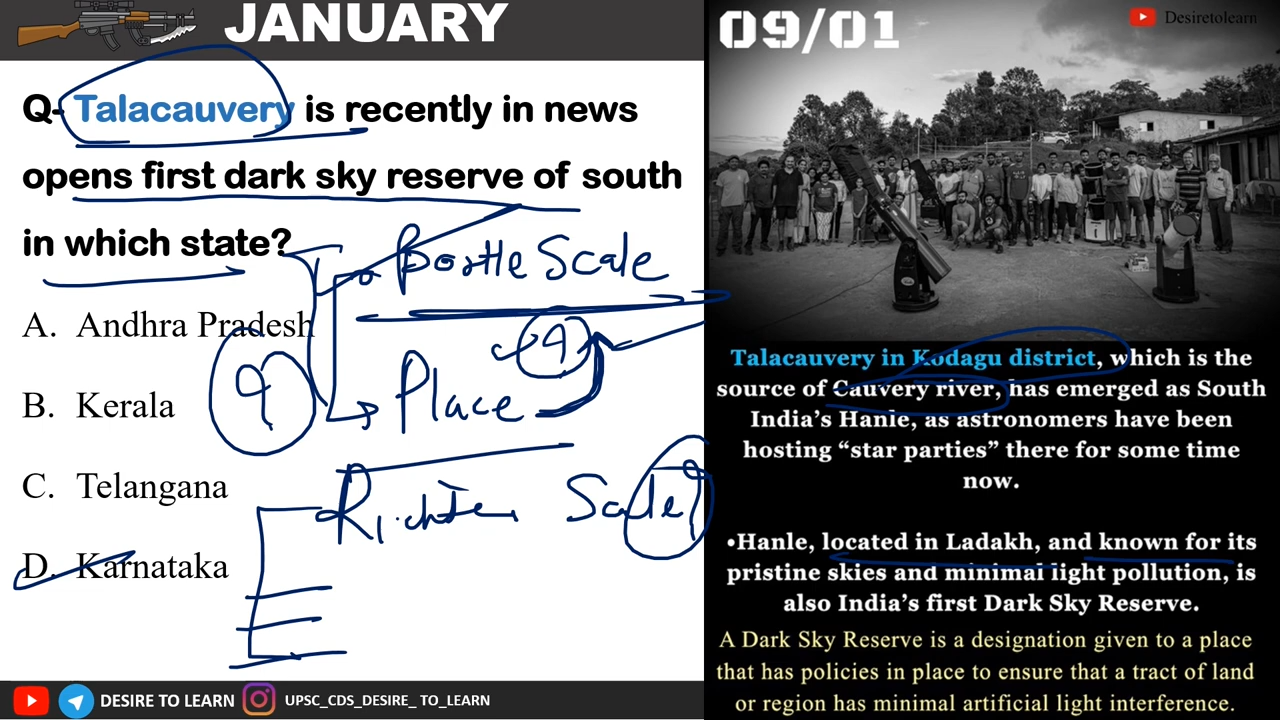 JANUARY
Q- Talacauvery is recently in news
opens first dark sky reserve of south
in which state?
Bortle Scale
A. Andhra Pradesh
9
9
B. Kerala
Place
C. Telangana
Richter Scale
D. Karnataka
DESIRE TO LEARN
UPSC_CDS_DESIRE_ TO_LEARN
09/01
Desiretolearn
Talacauvery in Kodagu district, which is the
source of Cauvery river, has emerged as South
India’s Hanle, as astronomers have been
hosting “star parties” there for some time
now.
•Hanle, located in Ladakh, and known for its
pristine skies and minimal light pollution, is
also India’s first Dark Sky Reserve.
A Dark Sky Reserve is a designation given to a place
that has policies in place to ensure that a tract of land
or region has minimal artificial light interference.